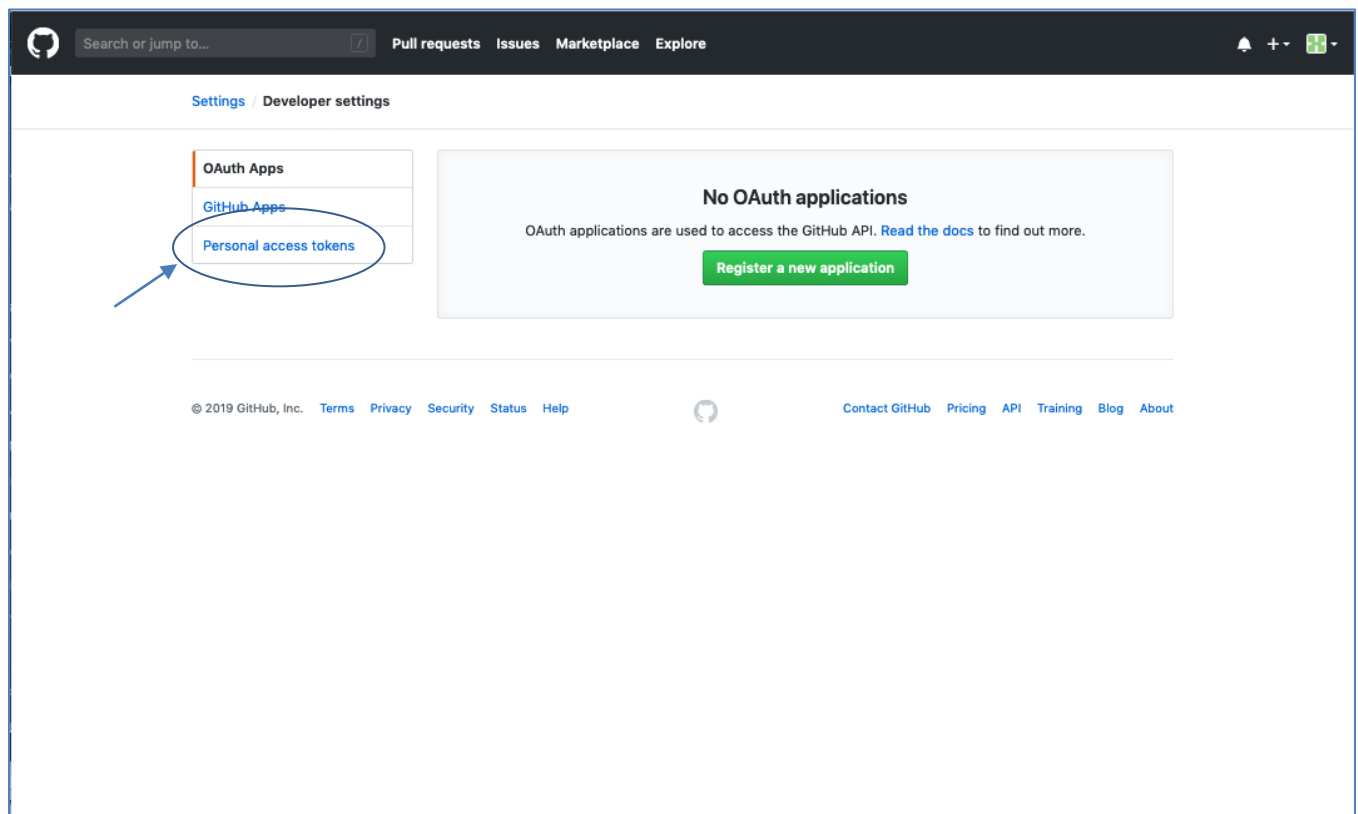 Search or jump to... /
Pull requests Issues Marketplace Explore
Settings / Developer settings
OAuth Apps
GitHub Apps
Personal access tokens
No OAuth applications
OAuth applications are used to access the GitHub API. Read the docs to find out more.
Register a new application
© 2019 GitHub, Inc. Terms Privacy Security Status Help
Contact GitHub Pricing API Training Blog About